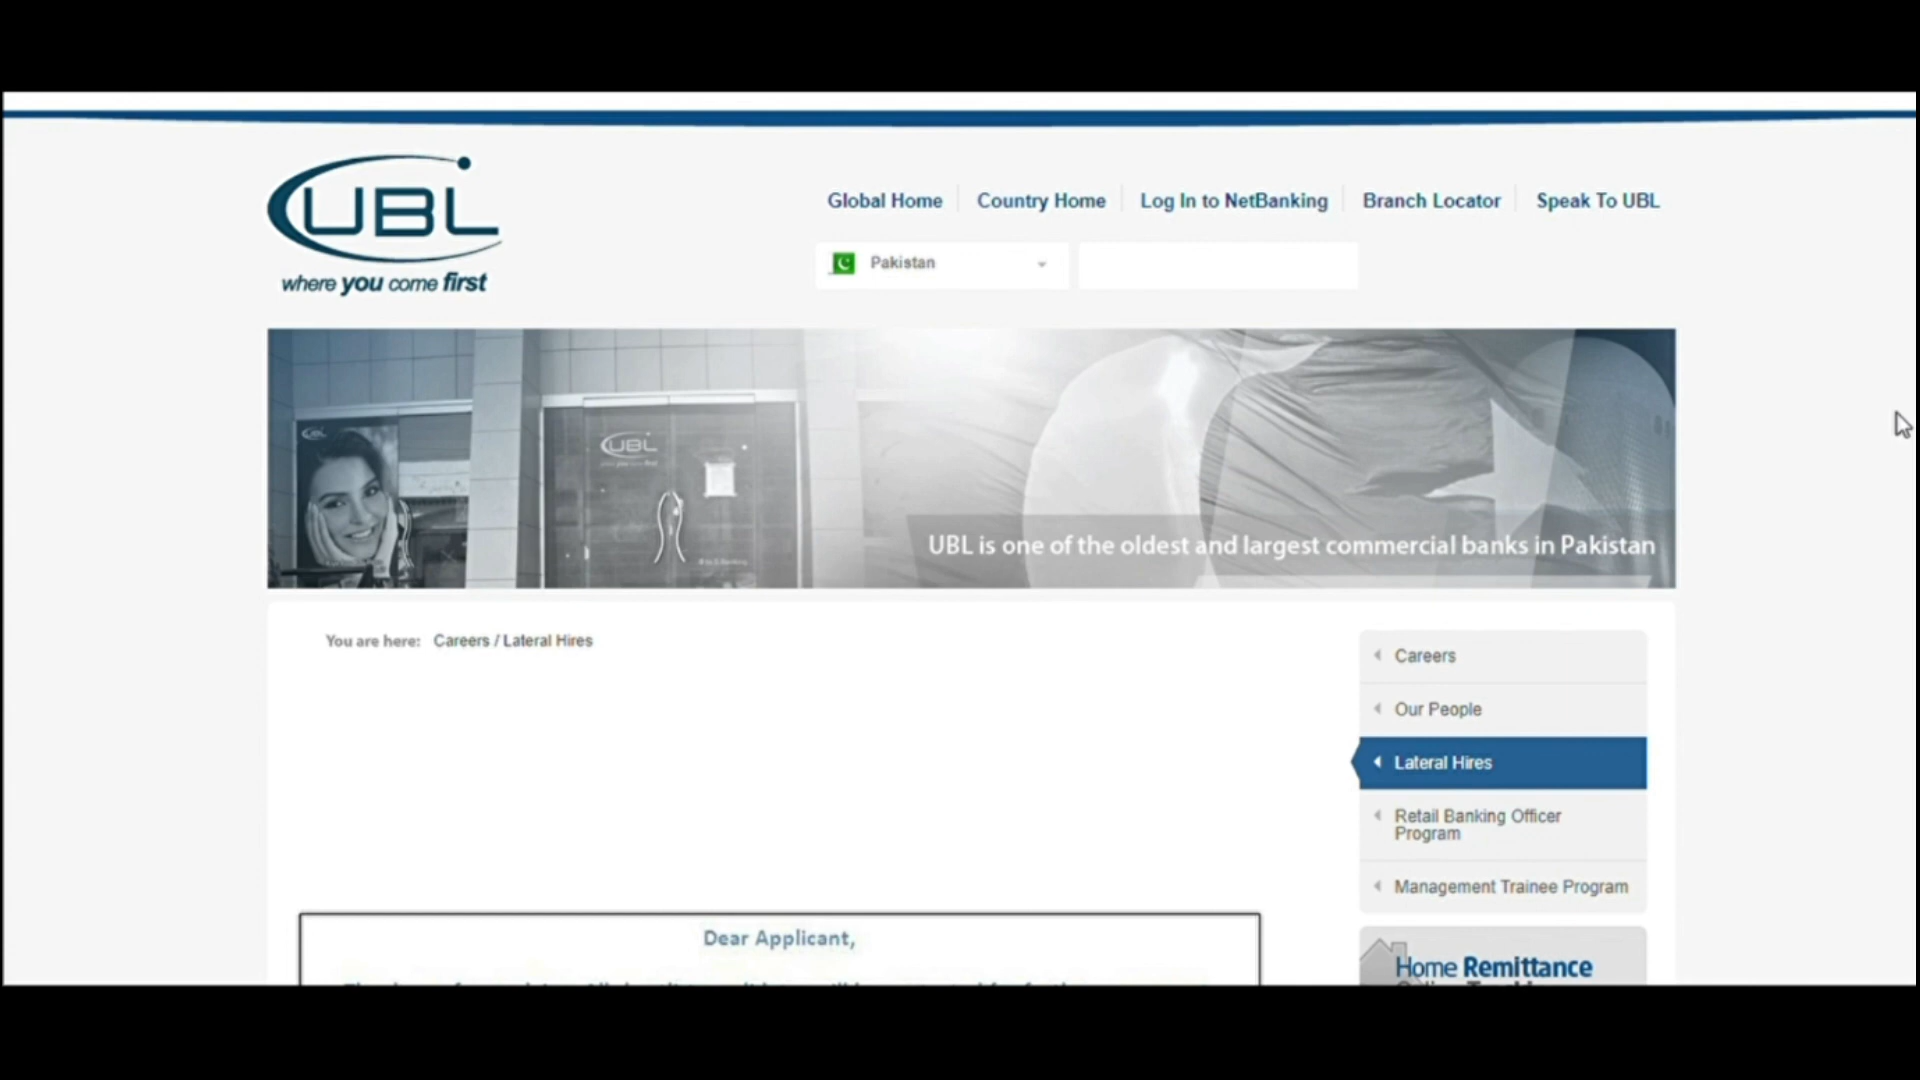 UBL
where you come first
Global Home
Country Home
Log In to NetBanking
Branch Locator
Speak To UBL
Pakistan
UBL
UBL
UBL is one of the oldest and largest commercial banks in Pakistan
You are here: Careers / Lateral Hires
Careers
Our People
Lateral Hires
Retail Banking Officer
Program
Management Trainee Program
Dear Applicant,
Home Remittance